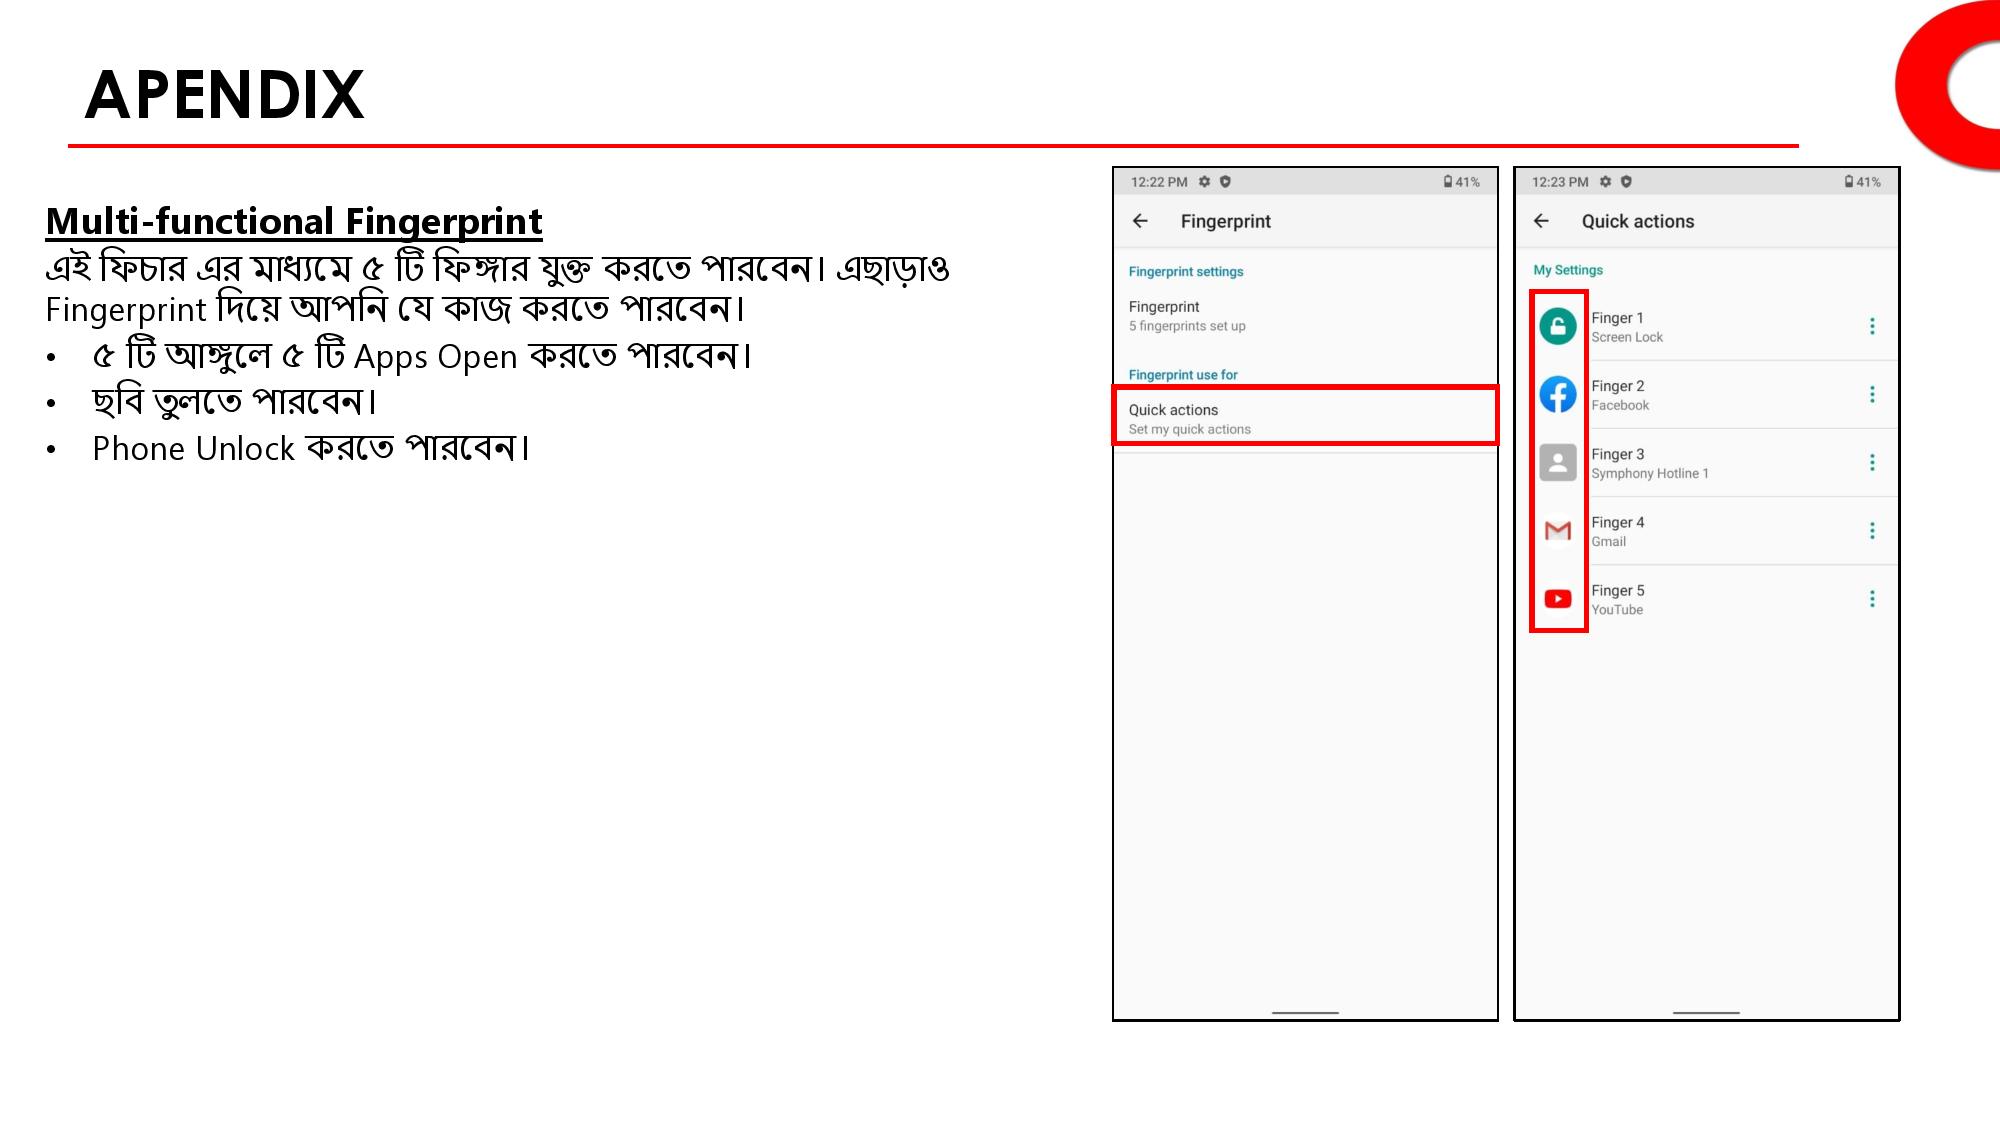 APENDIX
Multi-functional Fingerprint
এই ফিচার এর মাধ্যমে ৫ টি ফিঙ্গার যুক্ত করতে পারবেন। এছাড়াও
Fingerprint দিয়ে আপনি যে কাজ করতে পারবেন।
• ৫ টি আঙ্গুলে ৫ টি Apps Open করতে পারবেন।
• ছবি তুলতে পারবেন।
• Phone Unlock করতে পারবেন।
12:22 PM 41%
Fingerprint
Fingerprint settings
Fingerprint
5 fingerprints set up
Fingerprint use for
Quick actions
Set my quick actions
12:23 PM 41%
Quick actions
My Settings
Finger 1
Screen Lock
Finger 2
Facebook
Finger 3
Symphony Hotline 1
Finger 4
Gmail
Finger 5
YouTube